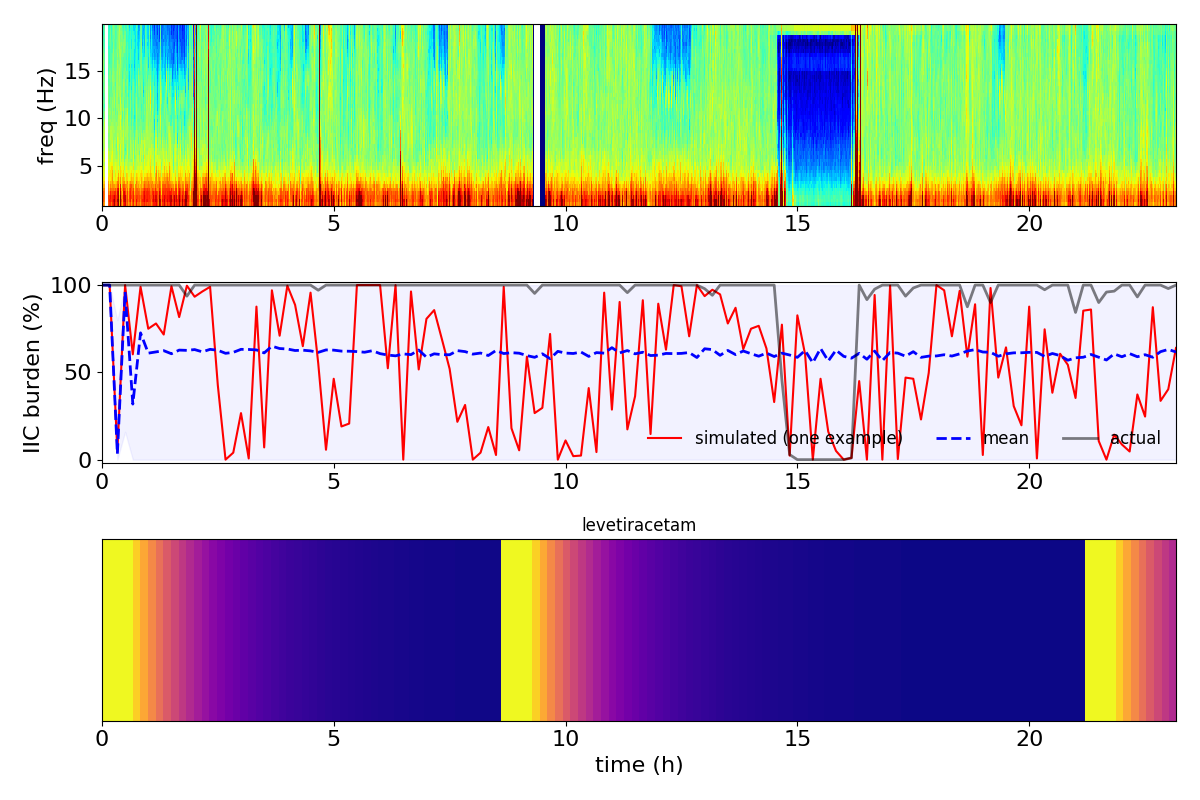 freq (Hz)
15
10
5
0 5 10 15 20
IIC burden (%)
100
50
0
simulated (one example) mean actual
0 5 10 15 20
levetiracetam
0 5 10 15 20
time (h)